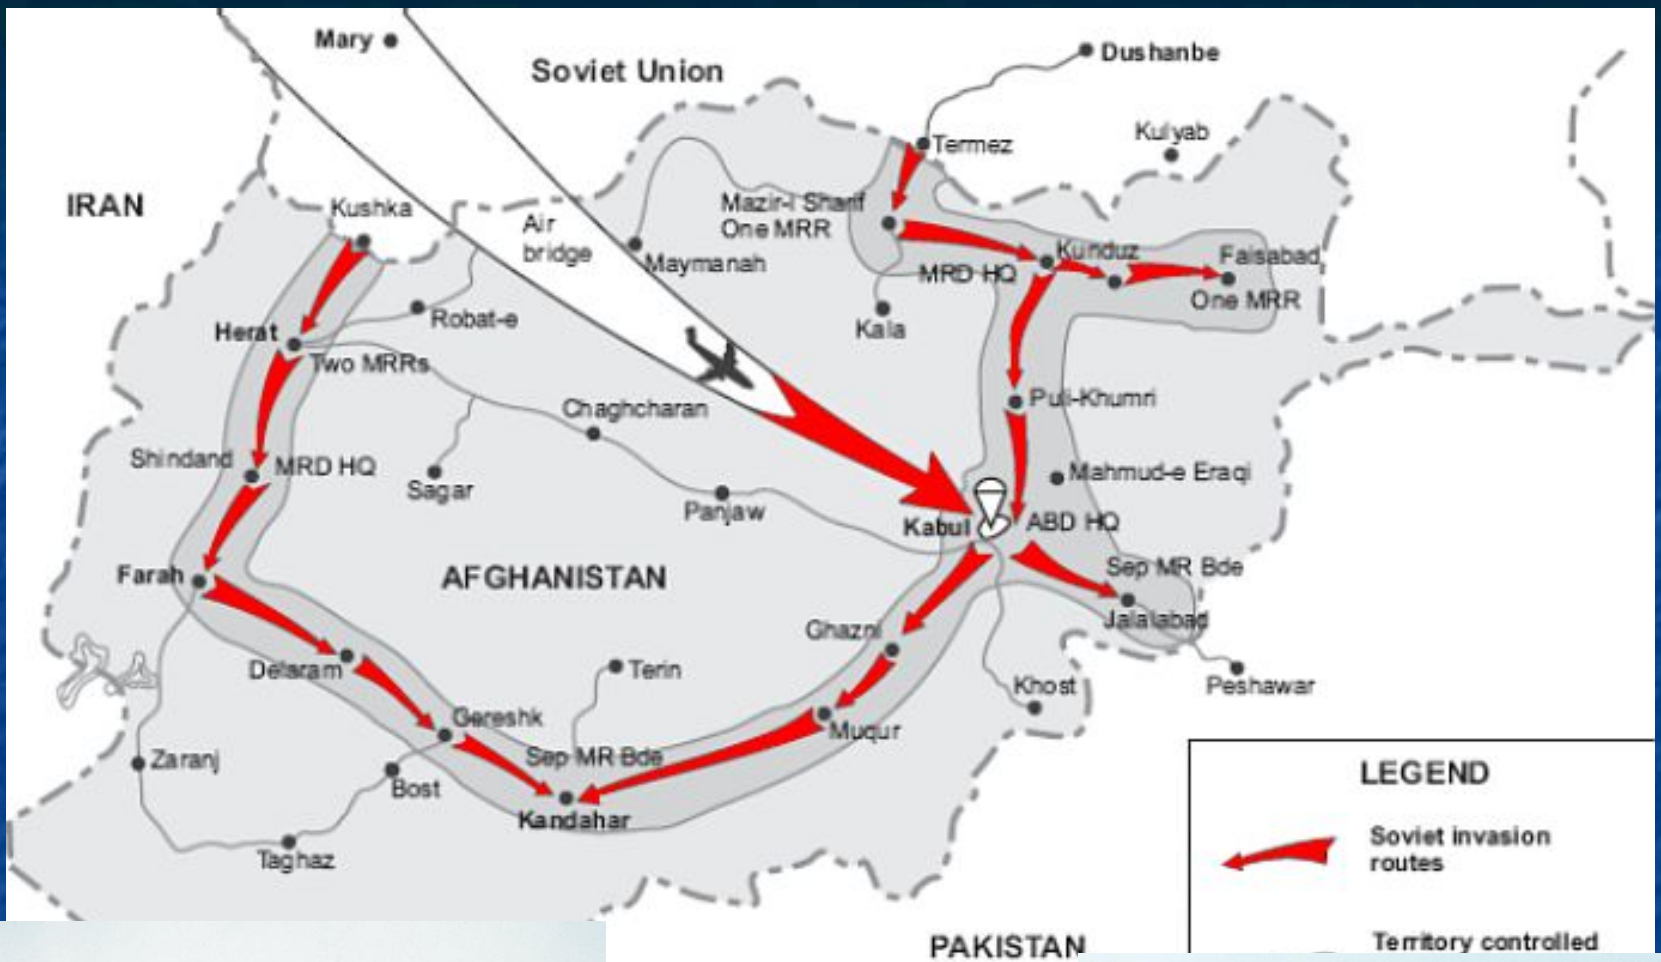 Mary
Soviet Union
Dushanbe
Termez
Kulyab
IRAN
Kushka
Air
bridge
Mazir-i Sharif
One MRR
Maymanah
Kunduz
MRD HQ
Faisabad
One MRR
Robat-e
Kala
Herat
Two MRRs
Chaghcharan
Puli-Khumri
Shindand
MRD HQ
Sagar
Panjaw
Mahmud-e Eraqi
Kabul
ABD HQ
Farah
AFGHANISTAN
Sep MR Bde
Jalalabad
Ghazni
Delaram
Terin
Khost
Peshawar
Gereshk
Muqur
Sep MR Bde
Zaranj
Bost
Kandahar
Taghaz
LEGEND
Soviet invasion
routes
PAKISTAN
Territory controlled